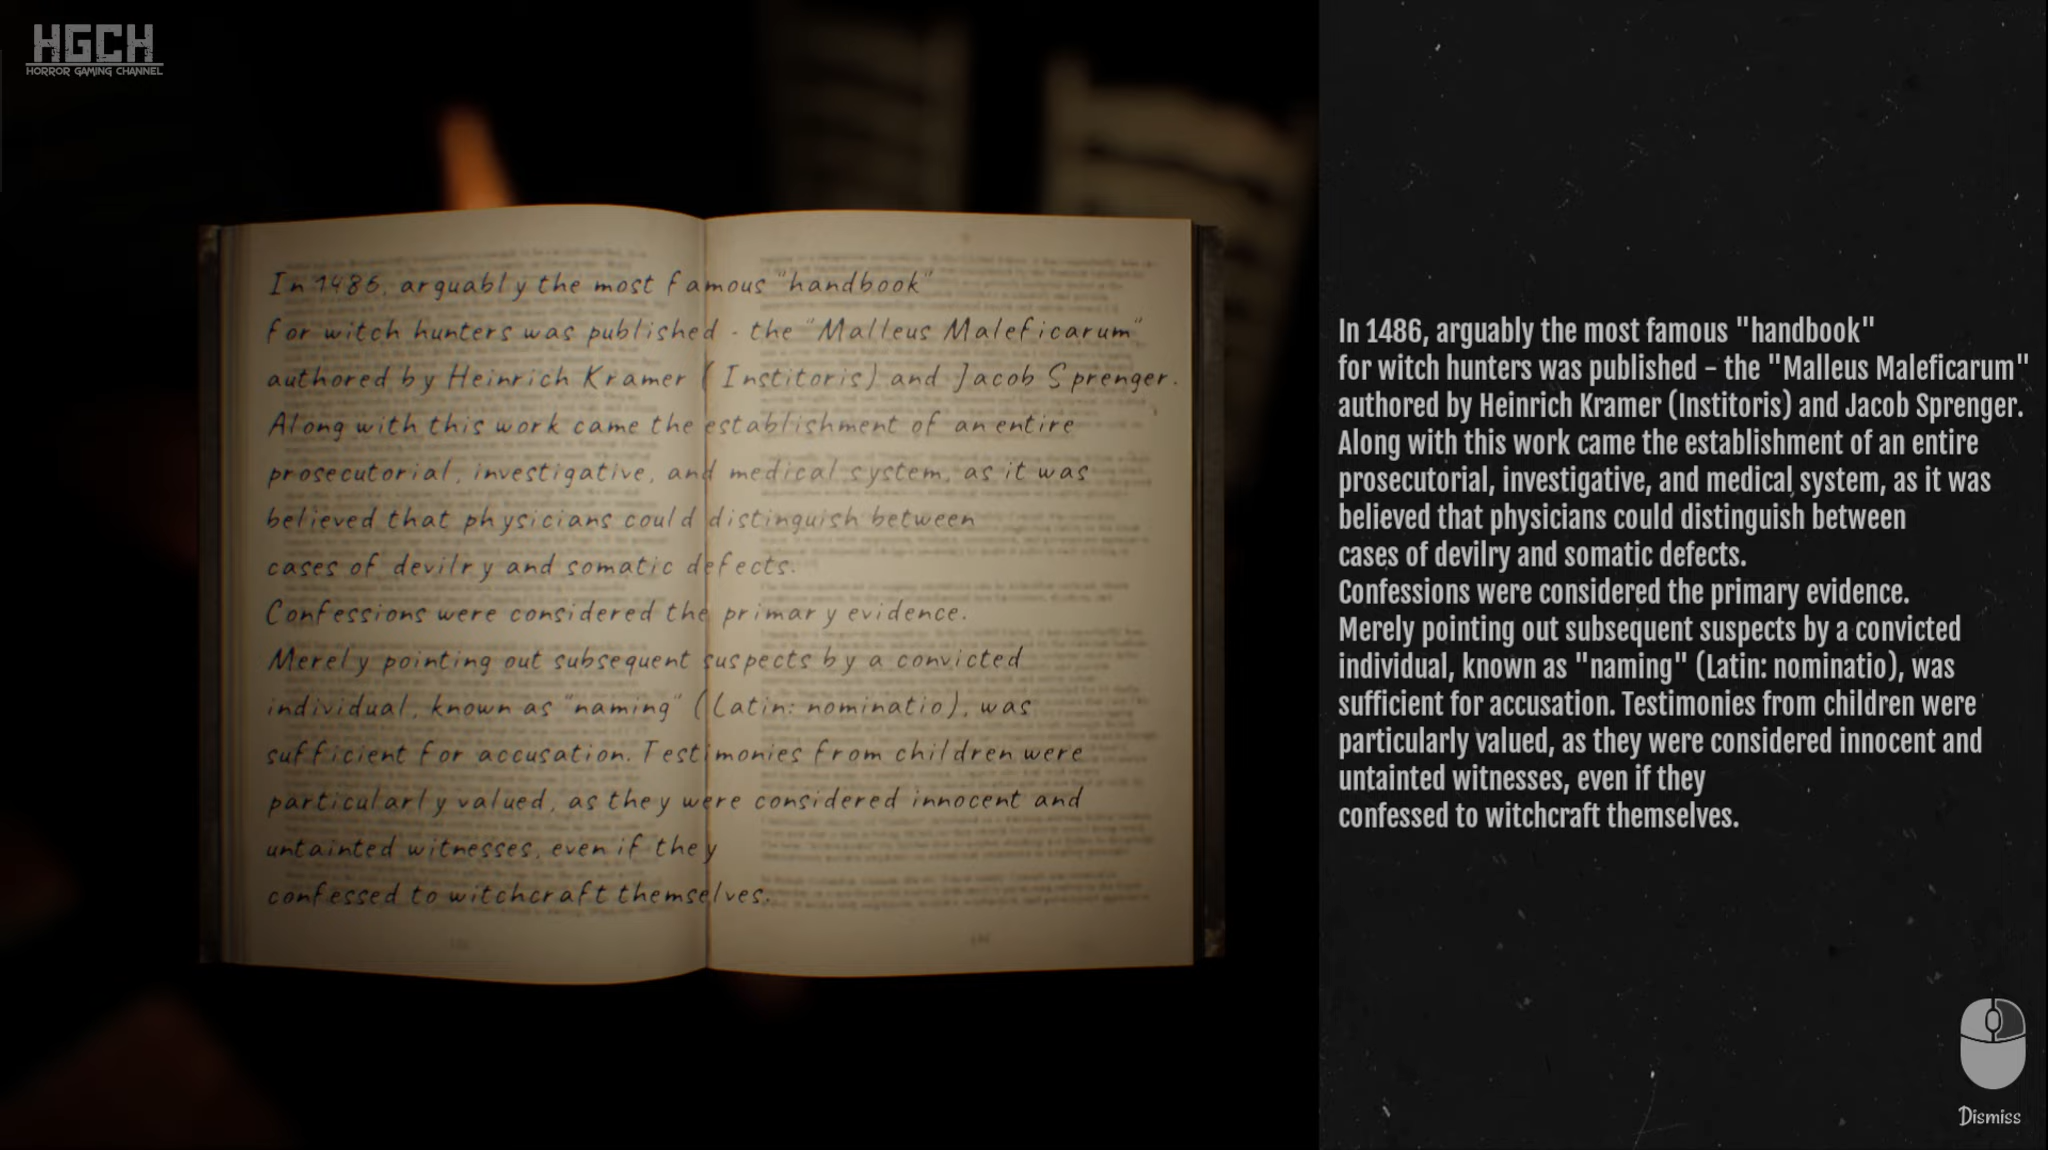 HGCH
HORROR GAMING CHANNEL
In 1486, arguably the most famous "handbook"
for witch hunters was published - the "Malleus Maleficarum"
authored by Heinrich Kramer (Institoris) and Jacob Sprenger.
Along with this work came the establishment of an entire
prosecutorial, investigative, and medical system, as it was
believed that physicians could distinguish between
cases of devilry and somatic defects.
Confessions were considered the primary evidence.
Merely pointing out subsequent suspects by a convicted
individual, known as "naming" (Latin: nominatio), was
sufficient for accusation. Testimonies from children were
particularly valued, as they were considered innocent and
untainted witnesses, even if they
confessed to witchcraft themselves.
In 1486, arguably the most famous "handbook"
for witch hunters was published - the "Malleus Maleficarum"
authored by Heinrich Kramer (Institoris) and Jacob Sprenger.
Along with this work came the establishment of an entire
prosecutorial, investigative, and medical system, as it was
believed that physicians could distinguish between
cases of devilry and somatic defects.
Confessions were considered the primary evidence.
Merely pointing out subsequent suspects by a convicted
individual, known as "naming" (Latin: nominatio), was
sufficient for accusation. Testimonies from children were
particularly valued, as they were considered innocent and
untainted witnesses, even if they
confessed to witchcraft themselves.
Dismiss